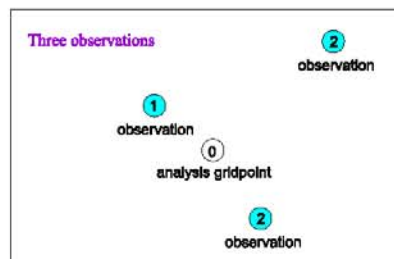 Three observations
2
observation
1
observation
0
analysis gridpoint
2
observation